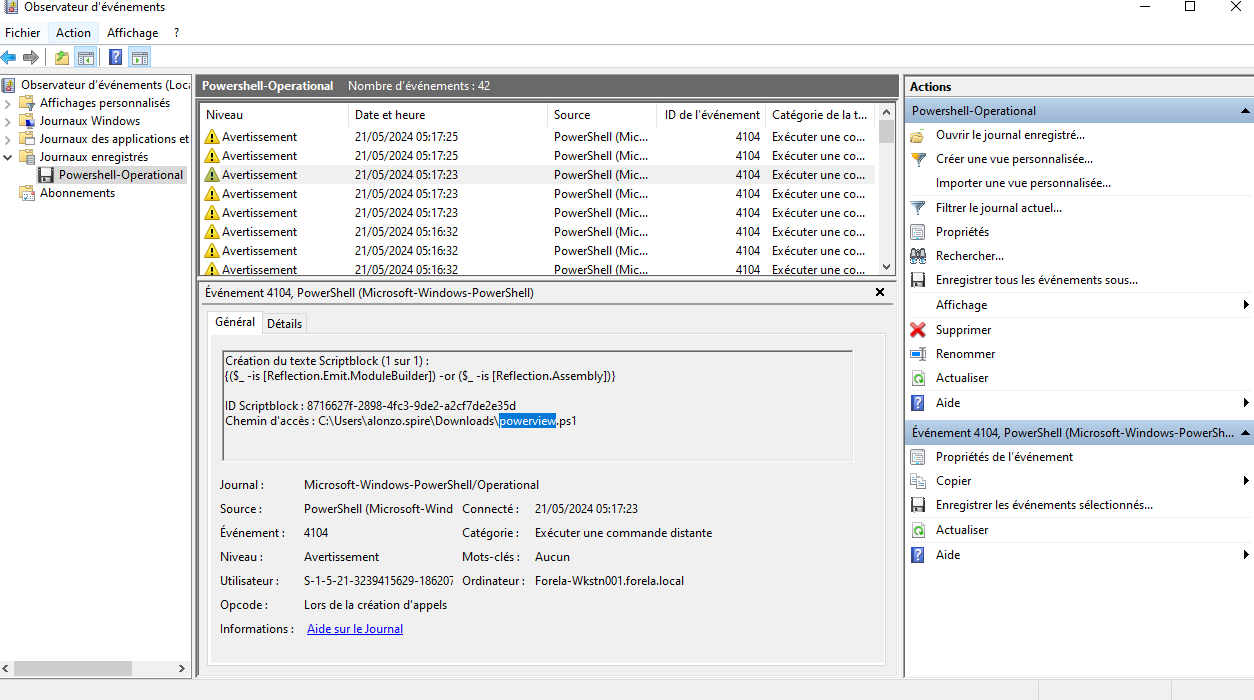 Observateur d'événements
Fichier Action Affichage ?
Observateur d'événements (Loca
Affichages personnalisés
Journaux Windows
Journaux des applications et
Journaux enregistrés
Powershell-Operational
Abonnements
Powershell-Operational Nombre d'événements : 42
Niveau Date et heure Source ID de l'événement Catégorie de la t...
Avertissement 21/05/2024 05:17:25 PowerShell (Mic... 4104 Exécuter une co...
Avertissement 21/05/2024 05:17:25 PowerShell (Mic... 4104 Exécuter une co...
Avertissement 21/05/2024 05:17:23 PowerShell (Mic... 4104 Exécuter une co...
Avertissement 21/05/2024 05:17:23 PowerShell (Mic... 4104 Exécuter une co...
Avertissement 21/05/2024 05:17:23 PowerShell (Mic... 4104 Exécuter une co...
Avertissement 21/05/2024 05:16:32 PowerShell (Mic... 4104 Exécuter une co...
Avertissement 21/05/2024 05:16:32 PowerShell (Mic... 4104 Exécuter une co...
Avertissement 21/05/2024 05:16:32 PowerShell (Mic... 4104 Exécuter une co...
Événement 4104, PowerShell (Microsoft-Windows-PowerShell)
Général Détails
Création du texte Scriptblock (1 sur 1) :
{($_ -is [Reflection.Emit.ModuleBuilder]) -or ($_ -is [Reflection.Assembly])}
ID Scriptblock : 8716627f-2898-4fc3-9de2-a2cf7de2e35d
Chemin d'accès : C:\Users\alonzo.spire\Downloads\powerview.ps1
Journal : Microsoft-Windows-PowerShell/Operational
Source : PowerShell (Microsoft-Wind Connecté : 21/05/2024 05:17:23
Événement : 4104 Catégorie : Exécuter une commande distante
Niveau : Avertissement Mots-clés : Aucun
Utilisateur : S-1-5-21-3239415629-186207 Ordinateur : Forela-Wkstn001.forela.local
Opcode : Lors de la création d'appels
Informations : Aide sur le Journal
Actions
Powershell-Operational
Ouvrir le journal enregistré...
Créer une vue personnalisée...
Importer une vue personnalisée...
Filtrer le journal actuel...
Propriétés
Rechercher...
Enregistrer tous les événements sous...
Affichage
Supprimer
Renommer
Actualiser
Aide
Événement 4104, PowerShell (Microsoft-Windows-PowerSh...
Propriétés de l'événement
Copier
Enregistrer les événements sélectionnés...
Actualiser
Aide